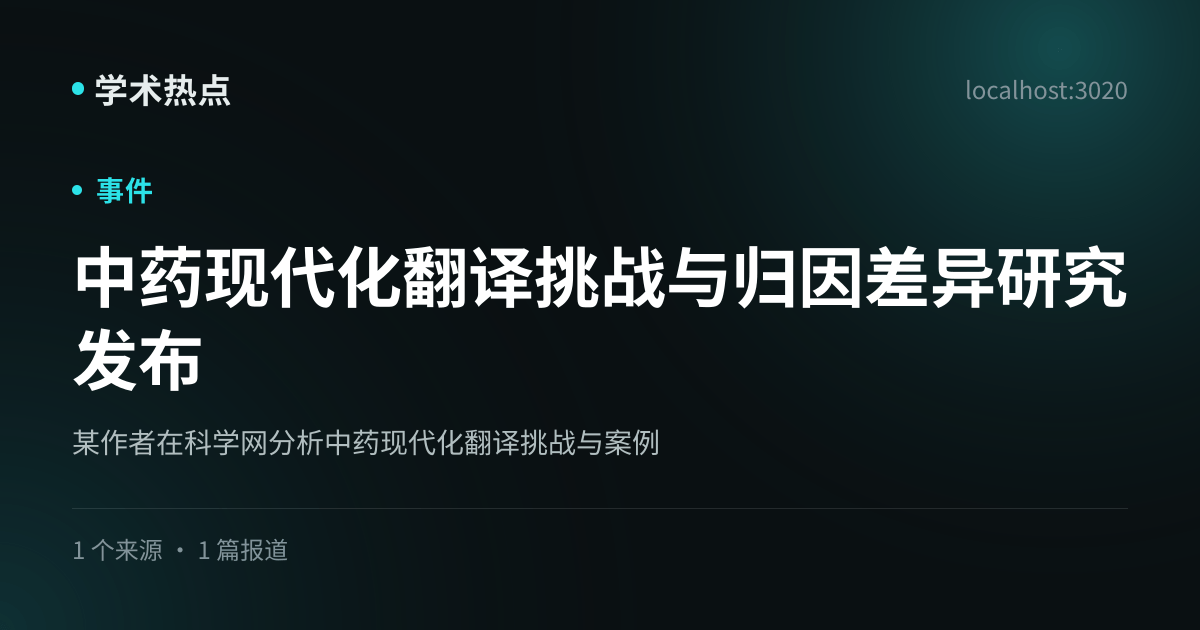 学术热点
localhost:3020
事件
中药现代化翻译挑战与归因差异研究
发布
某作者在科学网分析中药现代化翻译挑战与案例
1 个来源 · 1 篇报道